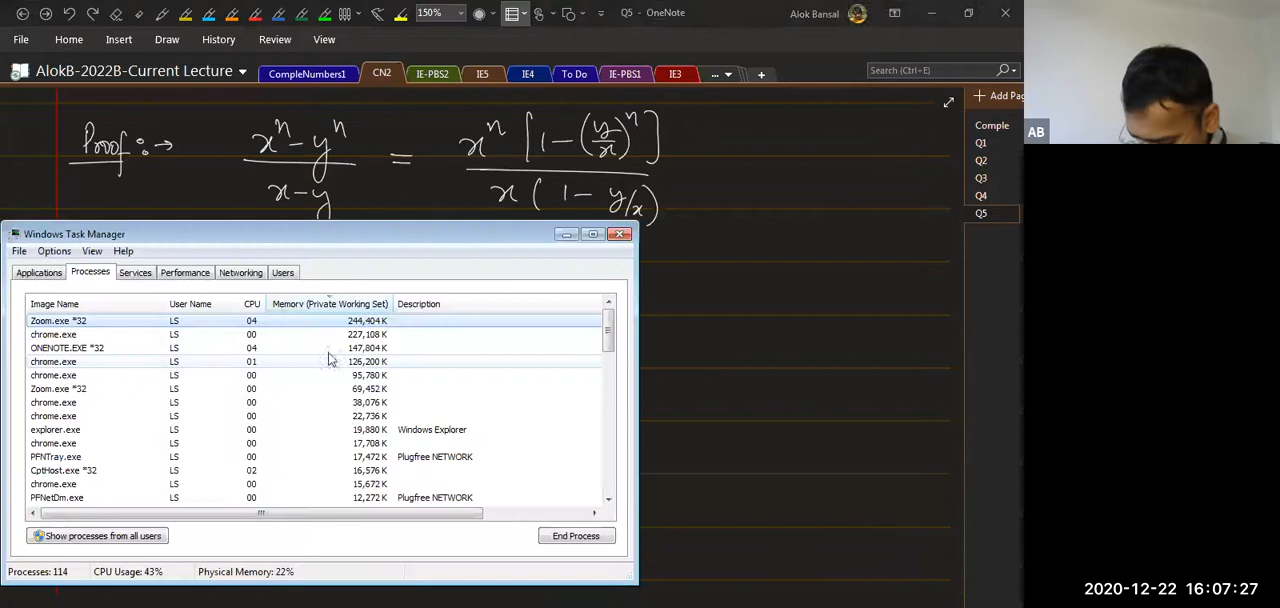 150%
Q5 - OneNote
Alok Bansal
File Home Insert Draw History Review View
AlokB-2022B-Current Lecture
CompleNumbers1 CN2 IE-PBS2 IE5 IE4 To Do IE-PBS1 IE3 ...
Search (Ctrl+E)
Add Pag
Comple
Q1
Q2
Q3
Q4
Q5
AB
Proof :→ x^n - y^n / x - y = x^n [1 - (y/x)^n] / x (1 - y/x)
Windows Task Manager
File Options View Help
Applications Processes Services Performance Networking Users
Image Name User Name CPU Memory (Private Working Set) Description
Zoom.exe *32 LS 04 244,404 K
chrome.exe LS 00 227,108 K
ONENOTE.EXE *32 LS 04 147,804 K
chrome.exe LS 01 126,200 K
chrome.exe LS 00 95,780 K
Zoom.exe *32 LS 00 69,452 K
chrome.exe LS 00 38,076 K
chrome.exe LS 00 22,736 K
explorer.exe LS 00 19,880 K Windows Explorer
chrome.exe LS 00 17,708 K
PFNTray.exe LS 00 17,472 K Plugfree NETWORK
CptHost.exe *32 LS 02 16,576 K
chrome.exe LS 00 15,672 K
PFNetDm.exe LS 00 12,272 K Plugfree NETWORK
Show processes from all users
End Process
Processes: 114 CPU Usage: 43% Physical Memory: 22%
2020-12-22 16:07:27